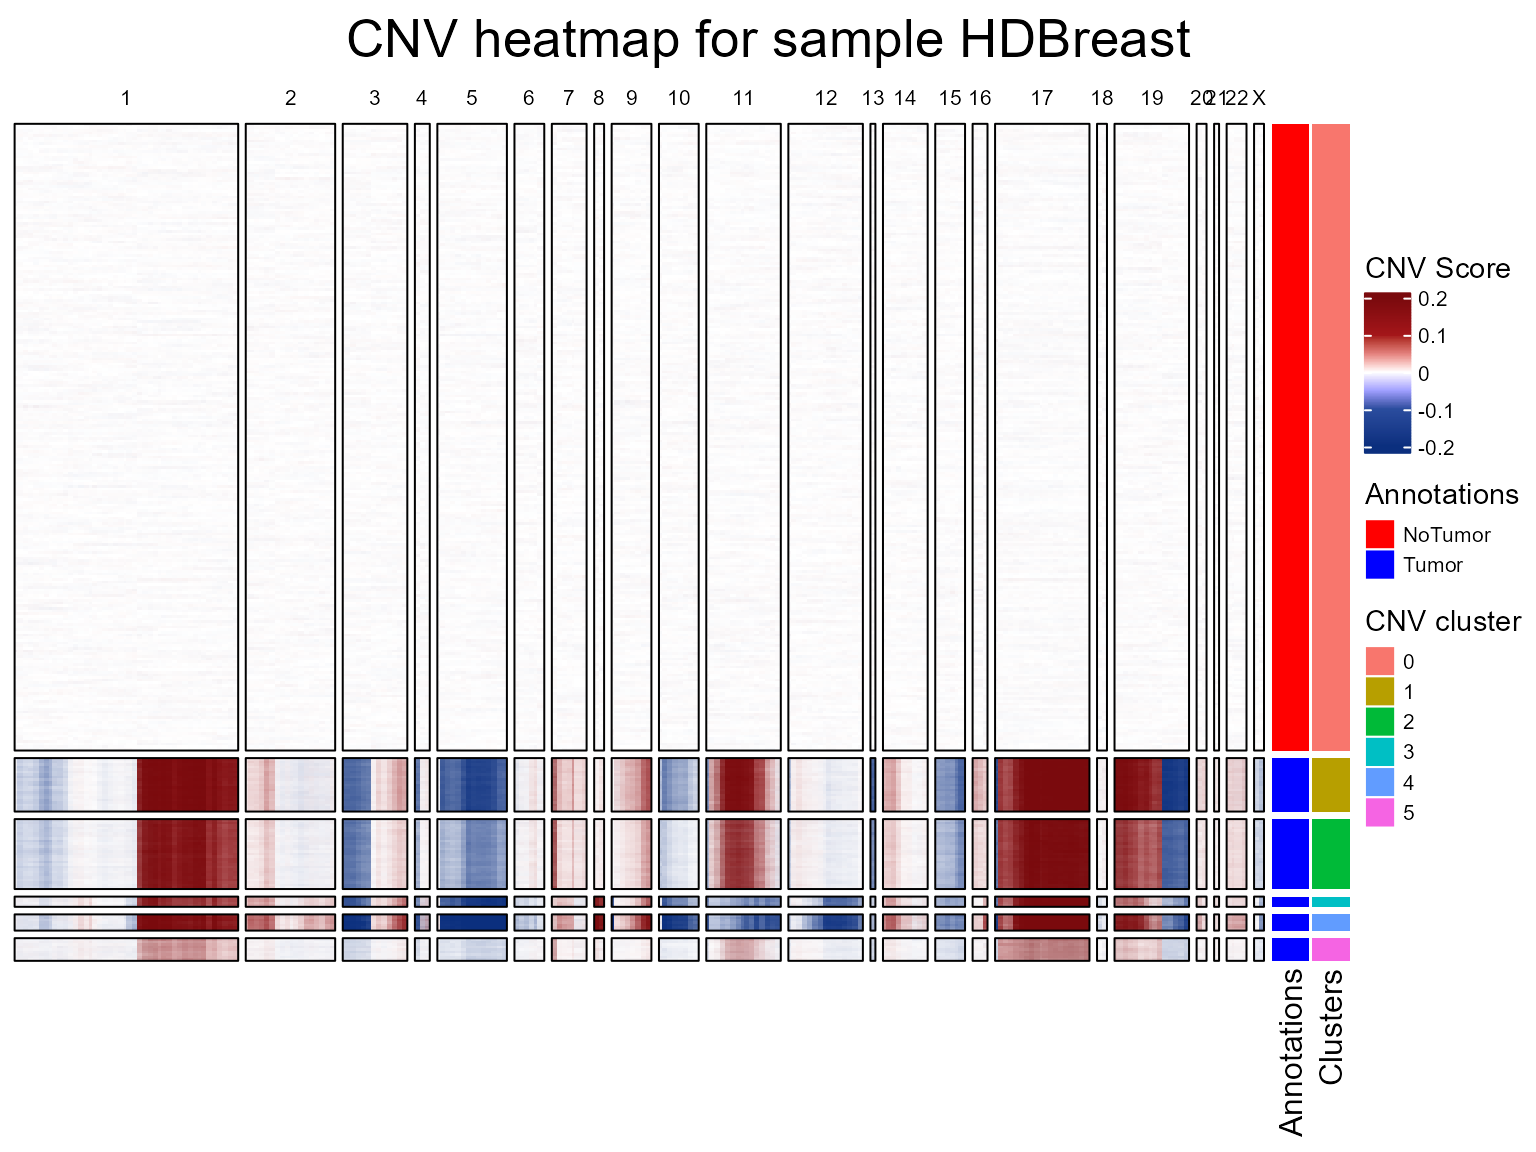 CNV heatmap for sample HDBreast
1 2 3 4 5 6 7 8 9 10 11 12 13 14 15 16 17 18 19 20 21 22 X
CNV Score
0.2
0.1
0
-0.1
-0.2
Annotations
NoTumor
Tumor
CNV cluster
0
1
2
3
4
5
Annotations
Clusters